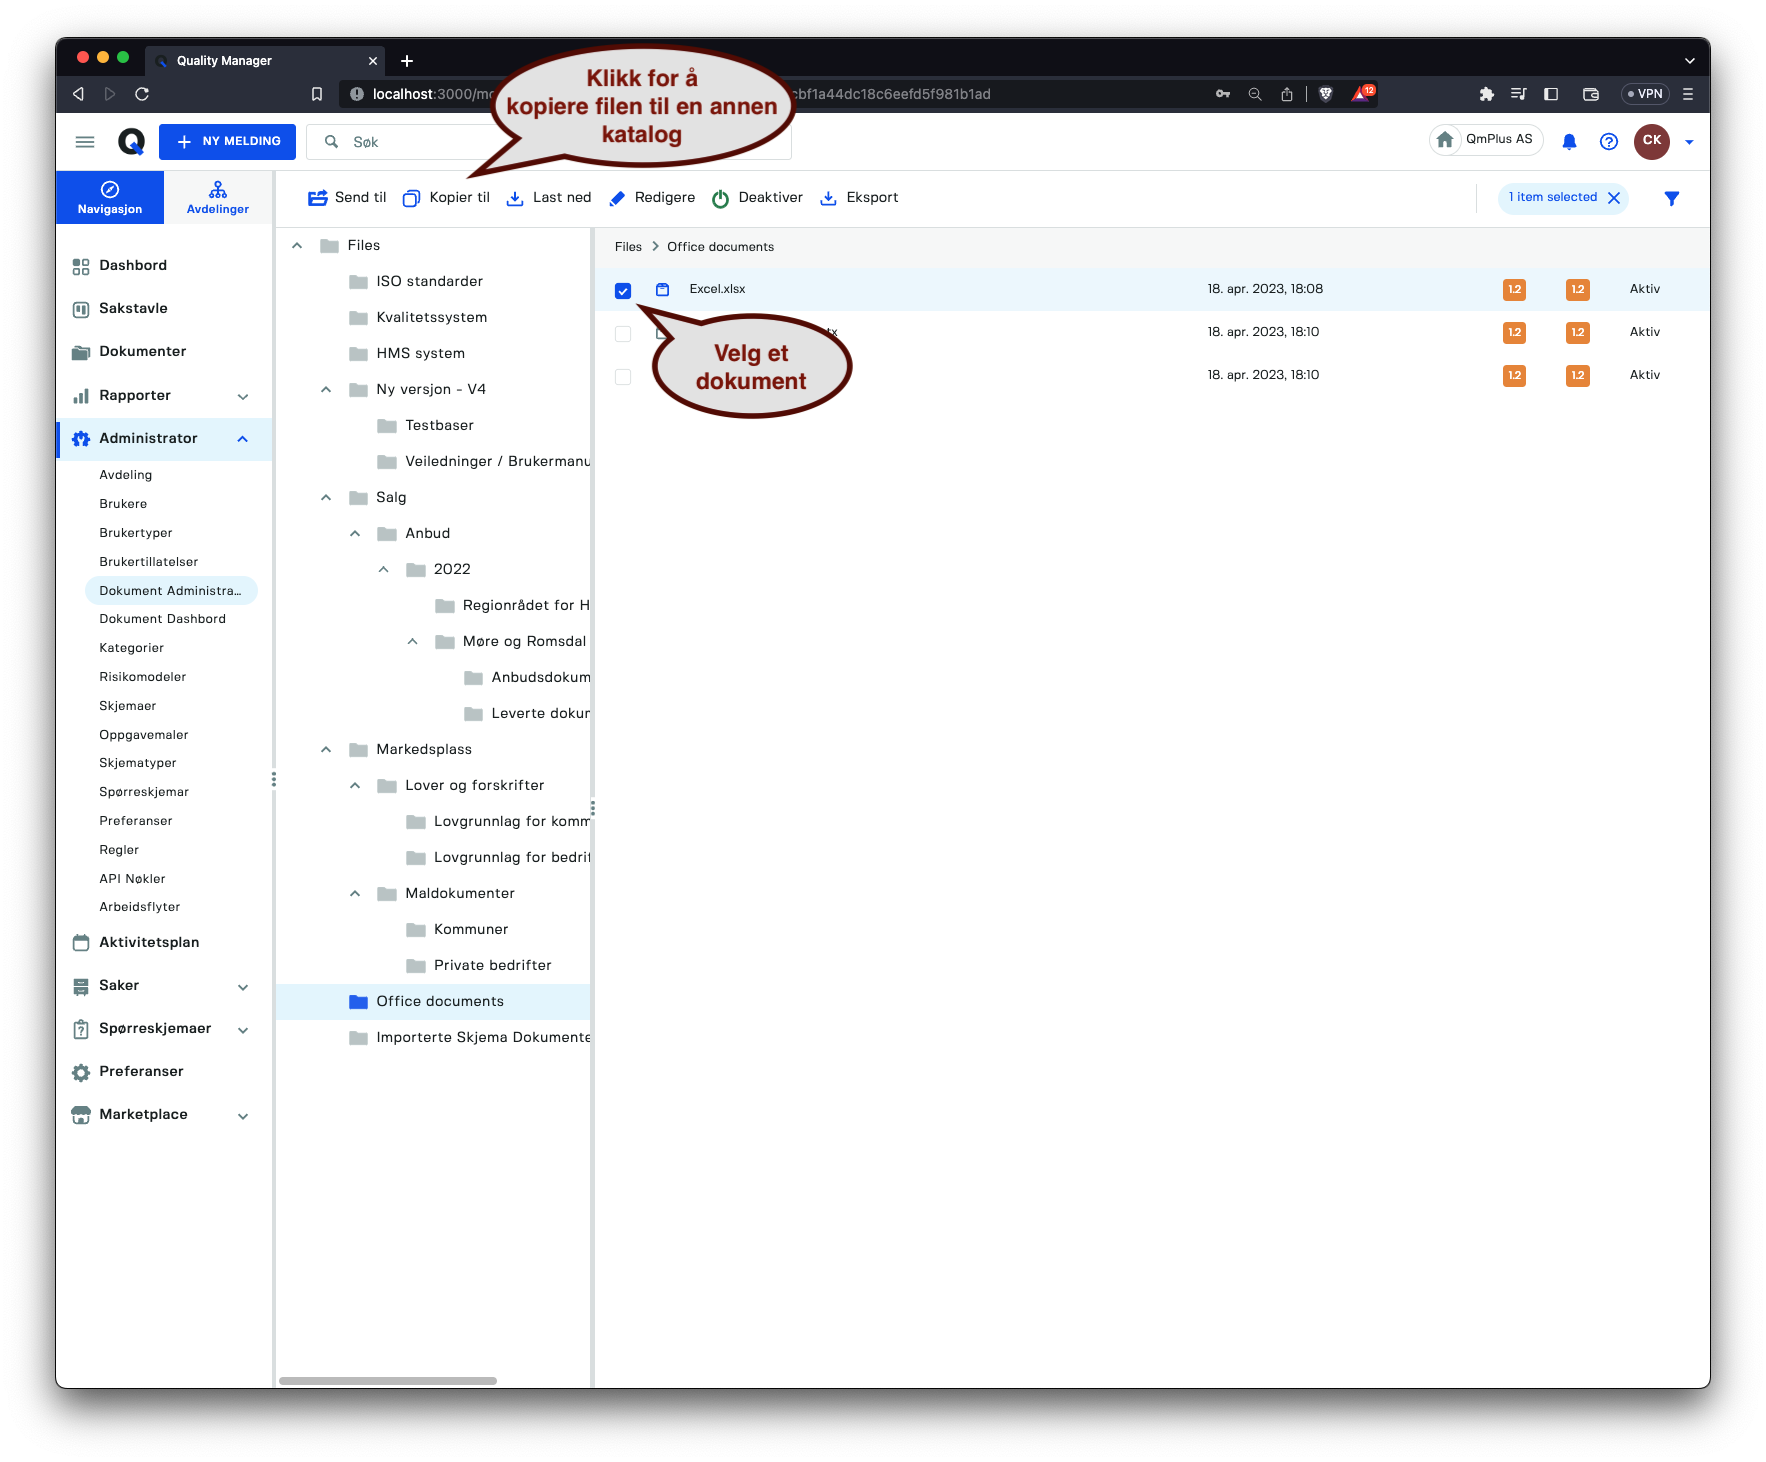 Quality Manager
localhost:3000/mo
cbf1a44dc18c6eefd5f981b1ad
12
VPN
Klikk for å
kopiere filen til en annen
katalog
NY MELDING
Søk
QmPlus AS
CK
Navigasjon
Avdelinger
Send til
Kopier til
Last ned
Redigere
Deaktiver
Eksport
1 item selected
Dashbord
Sakstavle
Dokumenter
Rapporter
Administrator
Avdeling
Brukere
Brukertyper
Brukertillatelser
Dokument Administra...
Dokument Dashbord
Kategorier
Risikomodeler
Skjemaer
Oppgavemaler
Skjematyper
Spørreskjemar
Preferanser
Regler
API Nøkler
Arbeidsflyter
Aktivitetsplan
Saker
Spørreskjemaer
Preferanser
Marketplace
Files
ISO standarder
Kvalitetssystem
HMS system
Ny versjon - V4
Testbaser
Veiledninger / Brukermanu
Salg
Anbud
2022
Regionrådet for H
Møre og Romsdal
Anbudsdokum
Leverte dokur
Markedsplass
Lover og forskrifter
Lovgrunnlag for komm
Lovgrunnlag for bedrif
Maldokumenter
Kommuner
Private bedrifter
Office documents
Importerte Skjema Dokumente
Files > Office documents
Excel.xlsx 18. apr. 2023, 18:08 1.2 1.2 Aktiv
tx 18. apr. 2023, 18:10 1.2 1.2 Aktiv
18. apr. 2023, 18:10 1.2 1.2 Aktiv
Velg et
dokument